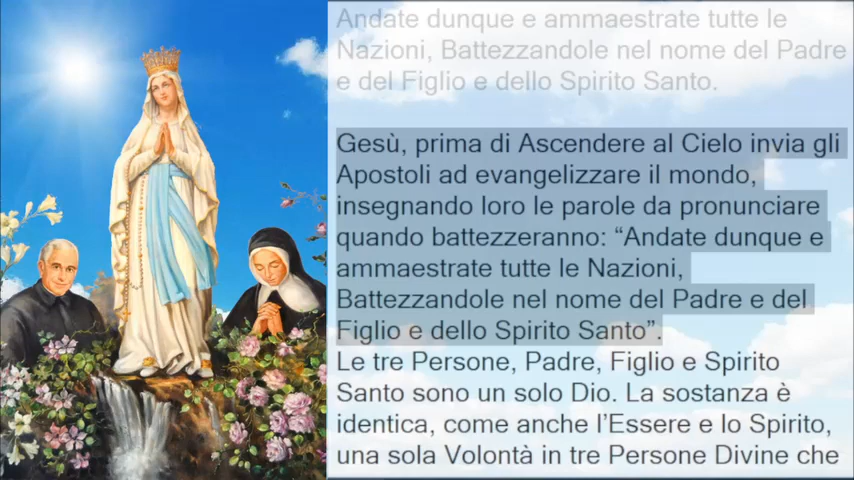 Andate dunque e ammaestrate tutte le
Nazioni, Battezzandole nel nome del Padre
e del Figlio e dello Spirito Santo.
Gesù, prima di Ascendere al Cielo invia gli
Apostoli ad evangelizzare il mondo,
insegnando loro le parole da pronunciare
quando battezzeranno: “Andate dunque e
ammaestrate tutte le Nazioni,
Battezzandole nel nome del Padre e del
Figlio e dello Spirito Santo”.
Le tre Persone, Padre, Figlio e Spirito
Santo sono un solo Dio. La sostanza è
identica, come anche l’Essere e lo Spirito,
una sola Volontà in tre Persone Divine che